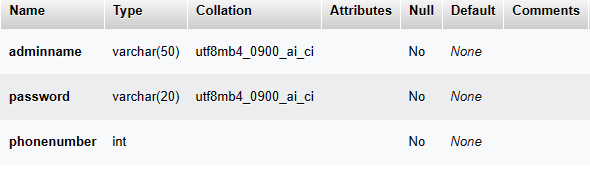 Name Type Collation Attributes Null Default Comments
adminname varchar(50) utf8mb4_0900_ai_ci No None
password varchar(20) utf8mb4_0900_ai_ci No None
phonenumber int No None